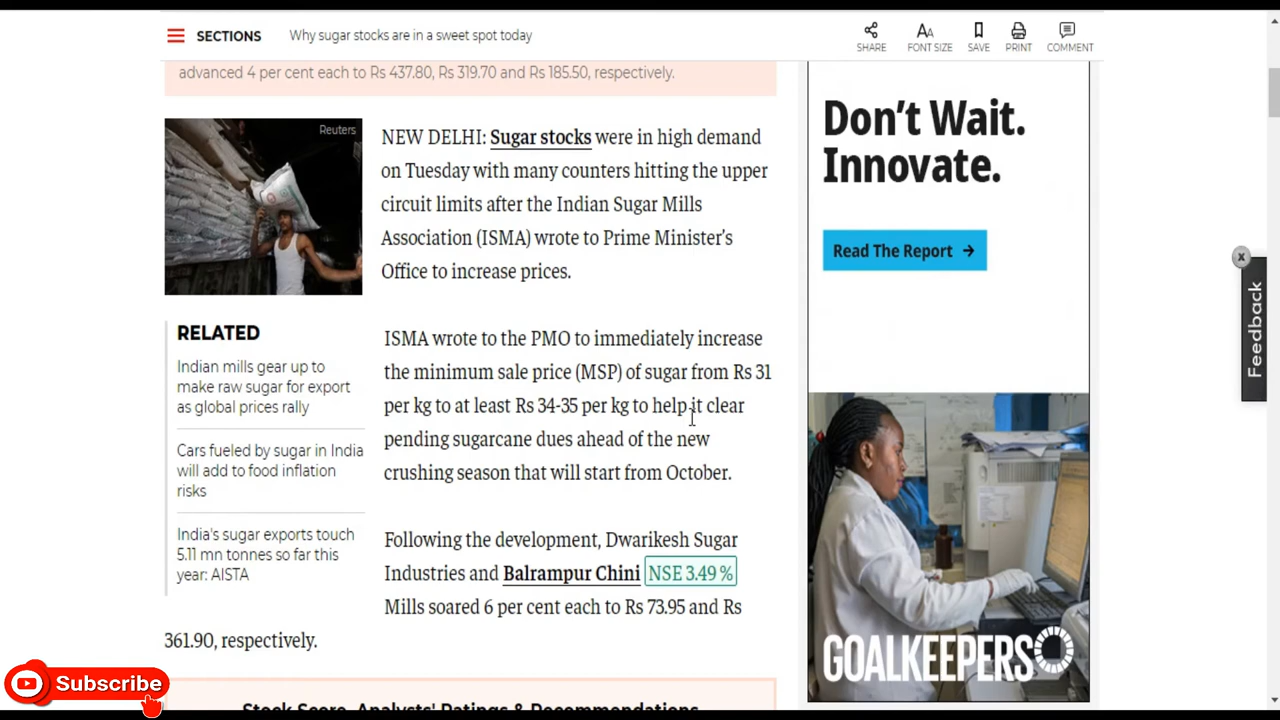 SECTIONS
Why sugar stocks are in a sweet spot today
SHARE
AA
FONT SIZE
SAVE
PRINT
COMMENT
advanced 4 per cent each to Rs 437.80, Rs 319.70 and Rs 185.50, respectively.
Reuters
NEW DELHI: Sugar stocks were in high demand
on Tuesday with many counters hitting the upper
circuit limits after the Indian Sugar Mills
Association (ISMA) wrote to Prime Minister's
Office to increase prices.
RELATED
Indian mills gear up to
make raw sugar for export
as global prices rally
Cars fueled by sugar in India
will add to food inflation
risks
India's sugar exports touch
5.11 mn tonnes so far this
year: AISTA
ISMA wrote to the PMO to immediately increase
the minimum sale price (MSP) of sugar from Rs 31
per kg to at least Rs 34-35 per kg to help it clear
pending sugarcane dues ahead of the new
crushing season that will start from October.
Following the development, Dwarikesh Sugar
Industries and Balrampur Chini NSE 3.49 %
Mills soared 6 per cent each to Rs 73.95 and Rs
361.90, respectively.
Stock Score, Analysts' Ratings & Recommendations
Don't Wait.
Innovate.
Read The Report →
GOALKEEPERS
x
Feedback
Subscribe